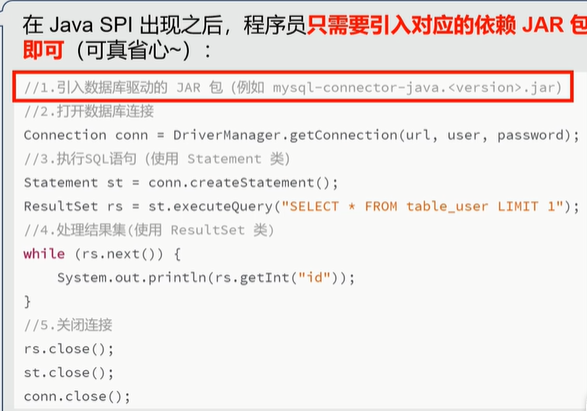 在 Java SPI 出现之后，程序员只需要引入对应的依赖 JAR 包
即可（可真省心~）：
//1.引入数据库驱动的 JAR 包（例如 mysql-connector-java.<version>.jar）
//2.打开数据库连接
Connection conn = DriverManager.getConnection(url, user, password);
//3.执行SQL语句（使用 Statement 类）
Statement st = conn.createStatement();
ResultSet rs = st.executeQuery("SELECT * FROM table_user LIMIT 1");
//4.处理结果集(使用 ResultSet 类)
while (rs.next()) {
System.out.println(rs.getInt("id"));
}
//5.关闭连接
rs.close();
st.close();
conn.close();